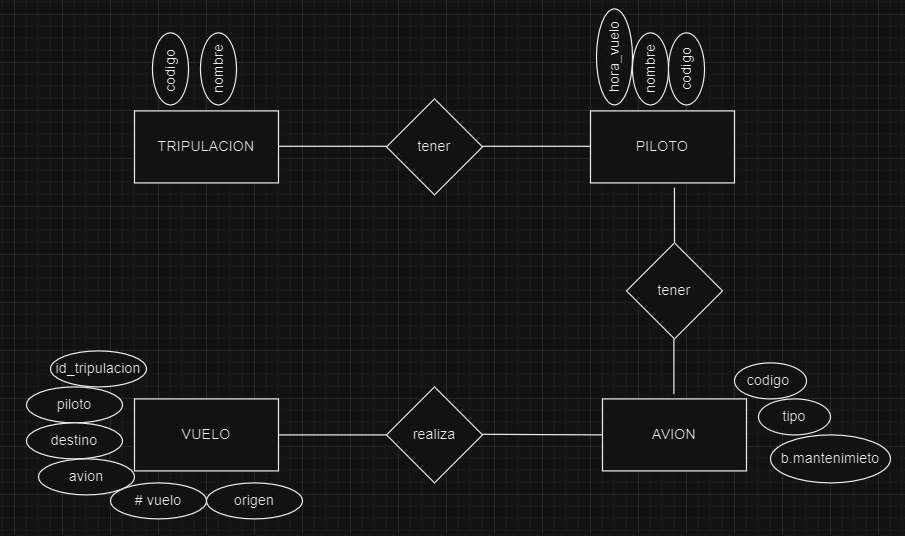 codigo
nombre
hora_vuelo
nombre
codigo
TRIPULACION
tener
PILOTO
tener
id_tripulacion
piloto
destino
avion
# vuelo
origen
VUELO
realiza
AVION
codigo
tipo
b.mantenimieto